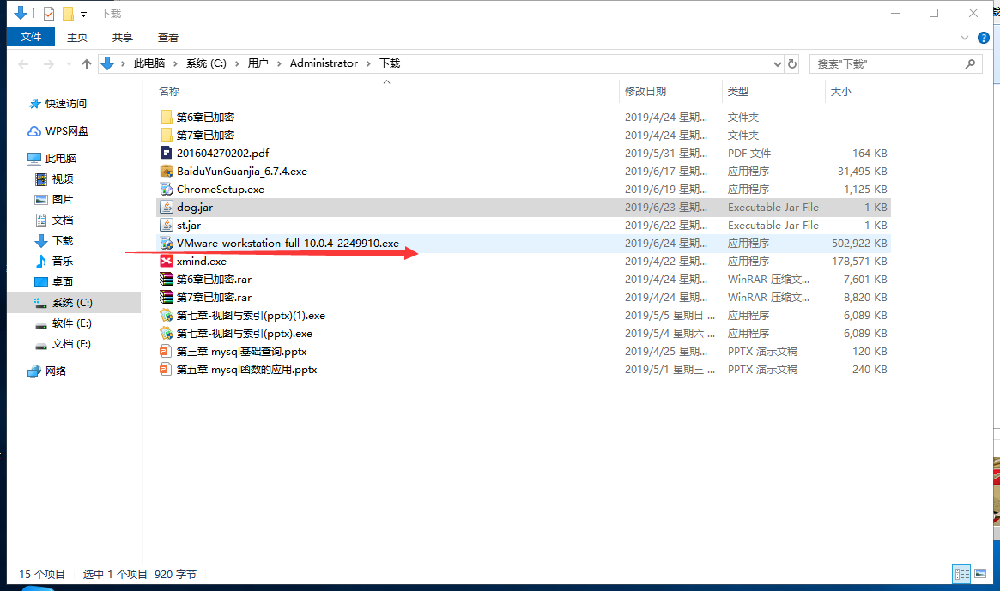 下载
文件 主页 共享 查看
此电脑 系统 (C:) 用户 Administrator 下载 搜索"下载"
名称 修改日期 类型 大小
快速访问
WPS网盘
此电脑
视频
图片
文档
下载
音乐
桌面
系统 (C:)
软件 (E:)
文档 (F:)
网络
第6章已加密 2019/4/24 星期... 文件夹
第7章已加密 2019/4/24 星期... 文件夹
201604270202.pdf 2019/5/31 星期... PDF 文件 164 KB
BaiduYunGuanjia_6.7.4.exe 2019/6/17 星期... 应用程序 31,495 KB
ChromeSetup.exe 2019/6/19 星期... 应用程序 1,125 KB
dog.jar 2019/6/23 星期... Executable Jar File 1 KB
st.jar 2019/6/22 星期... Executable Jar File 1 KB
VMware-workstation-full-10.0.4-2249910.exe 2019/6/24 星期... 应用程序 502,922 KB
xmind.exe 2019/4/22 星期... 应用程序 178,571 KB
第6章已加密.rar 2019/4/24 星期... WinRAR 压缩文... 7,601 KB
第7章已加密.rar 2019/4/24 星期... WinRAR 压缩文... 8,820 KB
第七章-视图与索引(pptx)(1).exe 2019/5/5 星期日 ... 应用程序 6,089 KB
第七章-视图与索引(pptx).exe 2019/5/4 星期六 ... 应用程序 6,089 KB
第三章 mysql基础查询.pptx 2019/4/25 星期... PPTX 演示文稿 120 KB
第五章 mysql函数的应用.pptx 2019/5/1 星期三 ... PPTX 演示文稿 240 KB
15 个项目 选中 1 个项目 920 字节